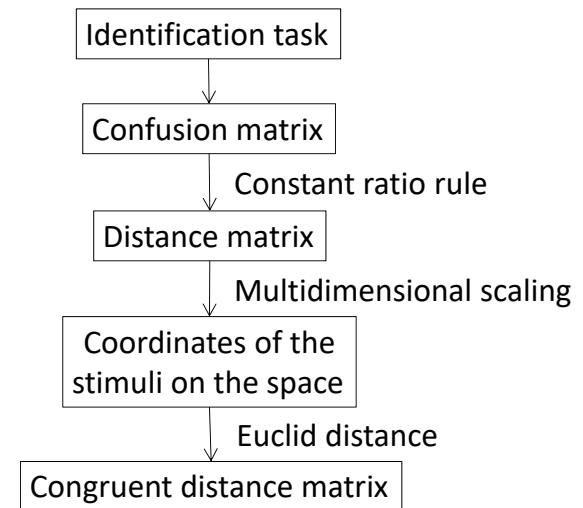 Identification task
Confusion matrix
Constant ratio rule
Distance matrix
Multidimensional scaling
Coordinates of the
stimuli on the space
Euclid distance
Congruent distance matrix